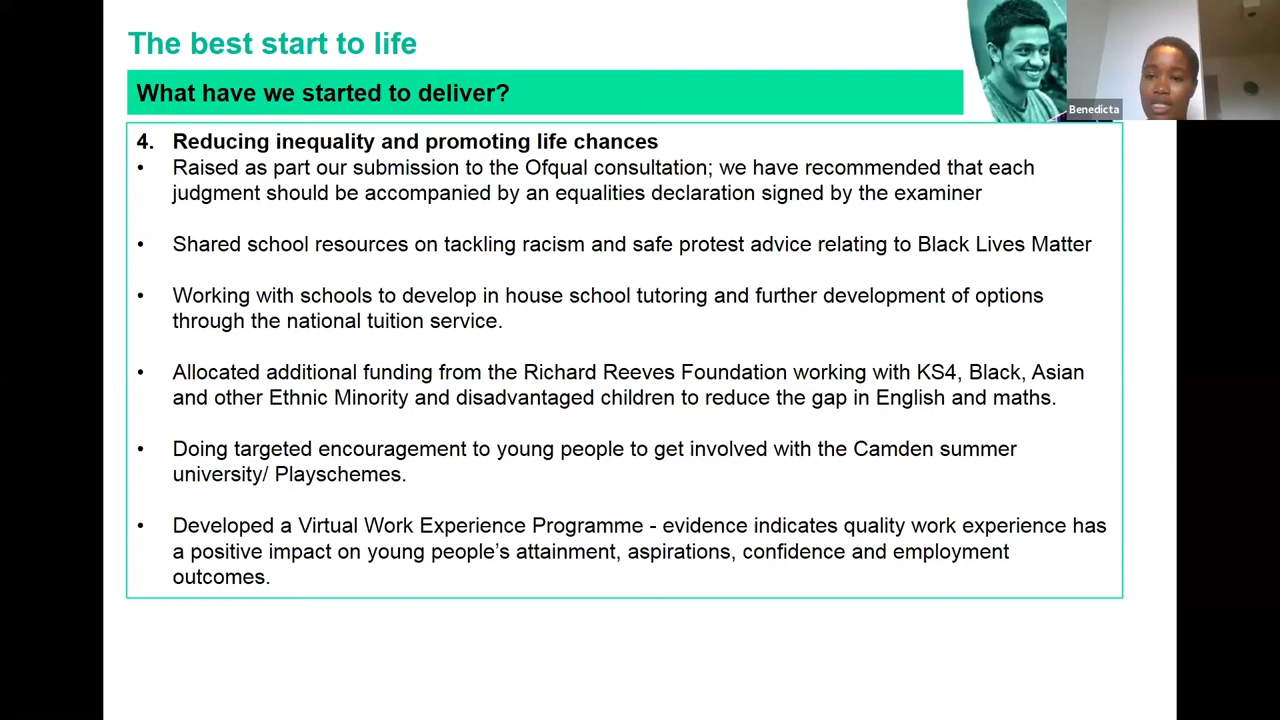 The best start to life
What have we started to deliver?
Benedicta
4. Reducing inequality and promoting life chances
• Raised as part our submission to the Ofqual consultation; we have recommended that each
judgment should be accompanied by an equalities declaration signed by the examiner
• Shared school resources on tackling racism and safe protest advice relating to Black Lives Matter
• Working with schools to develop in house school tutoring and further development of options
through the national tuition service.
• Allocated additional funding from the Richard Reeves Foundation working with KS4, Black, Asian
and other Ethnic Minority and disadvantaged children to reduce the gap in English and maths.
• Doing targeted encouragement to young people to get involved with the Camden summer
university/ Playschemes.
• Developed a Virtual Work Experience Programme - evidence indicates quality work experience has
a positive impact on young people’s attainment, aspirations, confidence and employment
outcomes.